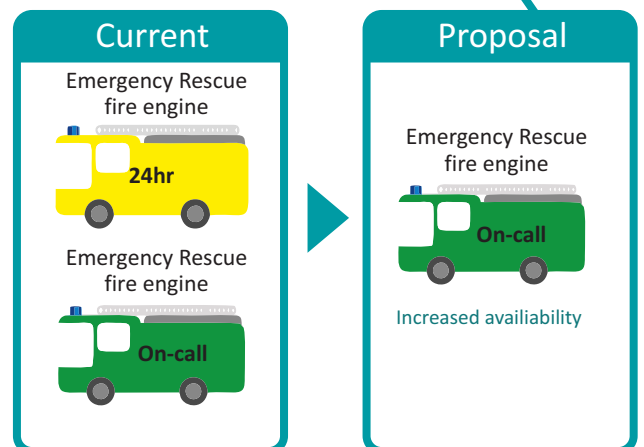 Current
Emergency Rescue
fire engine
24hr
Emergency Rescue
fire engine
On-call
Proposal
Emergency Rescue
fire engine
On-call
Increased availiability